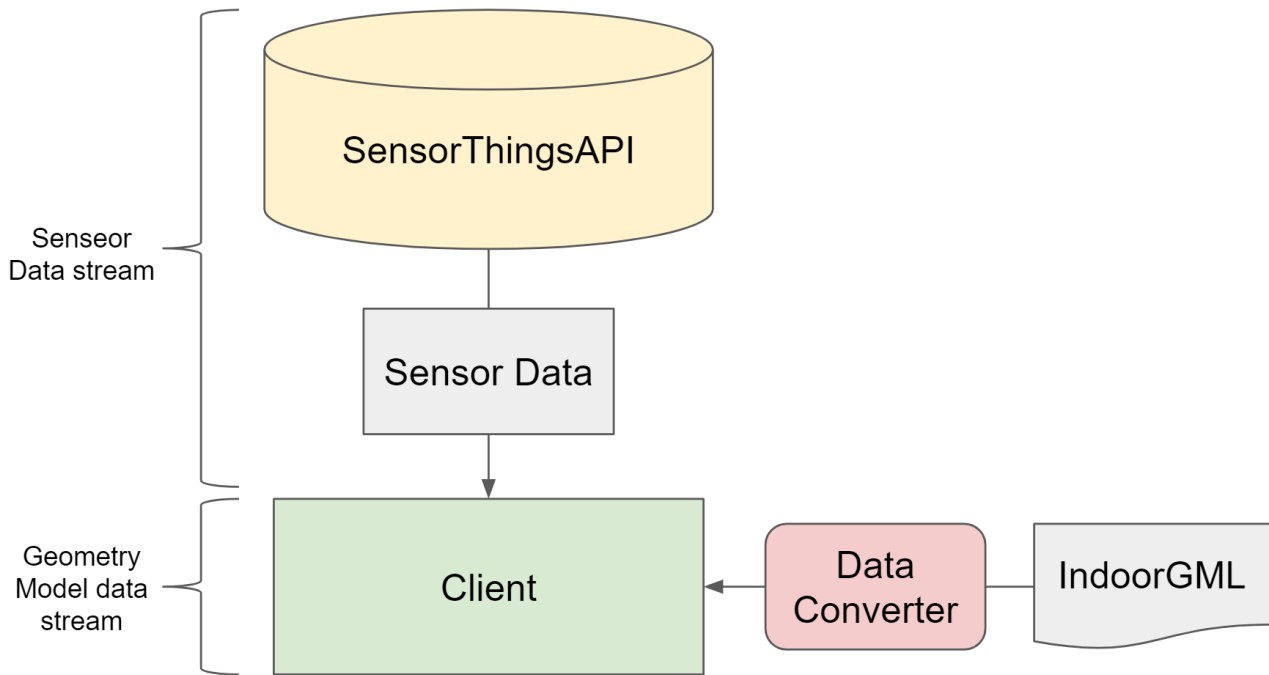 SensorThingsAPI
Senseor
Data stream
Sensor Data
Geometry
Model data
stream
Client
Data
Converter
IndoorGML